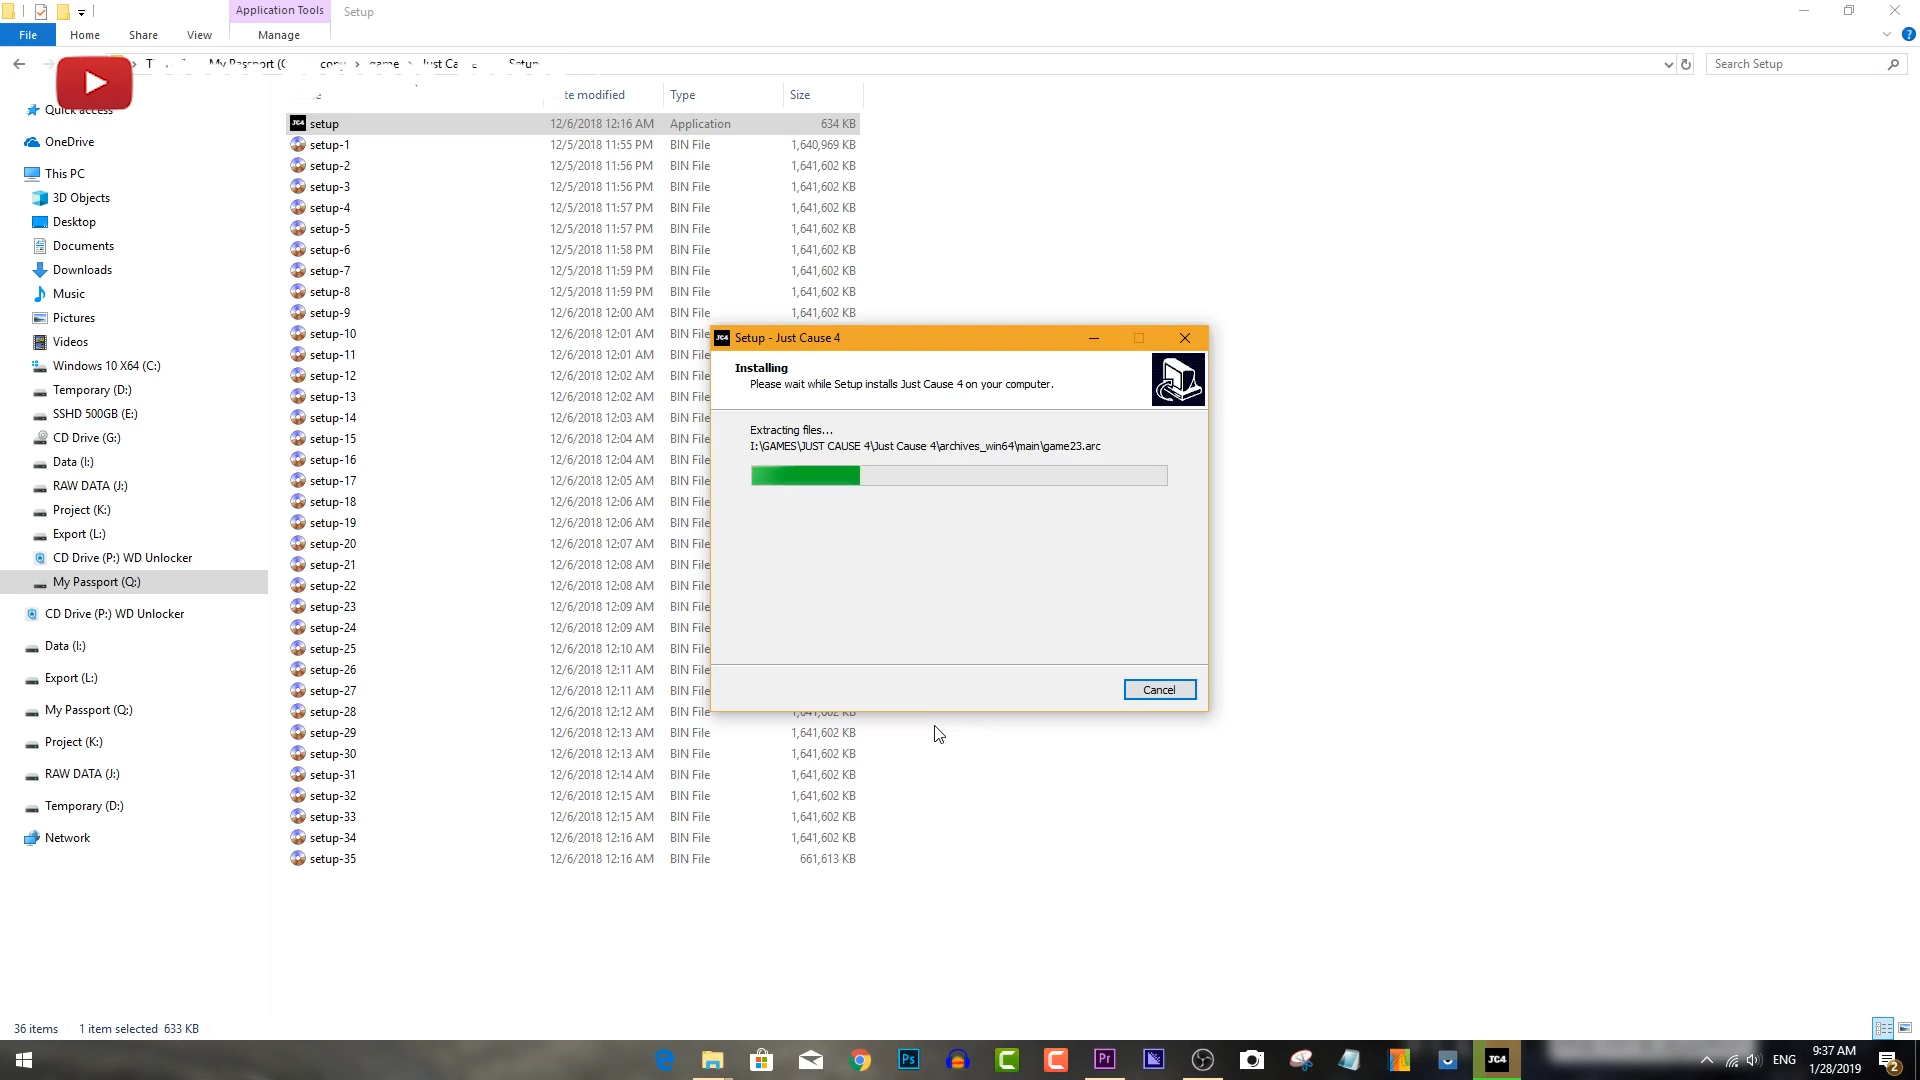 Application Tools
Setup
File
Home
Share
View
Manage
My Passport (
copy
game
Just Ca
Setup
Search Setup
te modified
Type
Size
Quick access
OneDrive
This PC
3D Objects
Desktop
Documents
Downloads
Music
Pictures
Videos
Windows 10 X64 (C:)
Temporary (D:)
SSHD 500GB (E:)
CD Drive (G:)
Data (I:)
RAW DATA (J:)
Project (K:)
Export (L:)
CD Drive (P:) WD Unlocker
My Passport (Q:)
CD Drive (P:) WD Unlocker
Data (I:)
Export (L:)
My Passport (Q:)
Project (K:)
RAW DATA (J:)
Temporary (D:)
Network
setup 12/6/2018 12:16 AM Application 634 KB
setup-1 12/5/2018 11:55 PM BIN File 1,640,969 KB
setup-2 12/5/2018 11:56 PM BIN File 1,641,602 KB
setup-3 12/5/2018 11:56 PM BIN File 1,641,602 KB
setup-4 12/5/2018 11:57 PM BIN File 1,641,602 KB
setup-5 12/5/2018 11:57 PM BIN File 1,641,602 KB
setup-6 12/5/2018 11:58 PM BIN File 1,641,602 KB
setup-7 12/5/2018 11:59 PM BIN File 1,641,602 KB
setup-8 12/5/2018 11:59 PM BIN File 1,641,602 KB
setup-9 12/6/2018 12:00 AM BIN File 1,641,602 KB
setup-10 12/6/2018 12:01 AM BIN File
setup-11 12/6/2018 12:01 AM BIN File
setup-12 12/6/2018 12:02 AM BIN File
setup-13 12/6/2018 12:02 AM BIN File
setup-14 12/6/2018 12:03 AM BIN File
setup-15 12/6/2018 12:04 AM BIN File
setup-16 12/6/2018 12:04 AM BIN File
setup-17 12/6/2018 12:05 AM BIN File
setup-18 12/6/2018 12:06 AM BIN File
setup-19 12/6/2018 12:06 AM BIN File
setup-20 12/6/2018 12:07 AM BIN File
setup-21 12/6/2018 12:08 AM BIN File
setup-22 12/6/2018 12:08 AM BIN File
setup-23 12/6/2018 12:09 AM BIN File
setup-24 12/6/2018 12:09 AM BIN File
setup-25 12/6/2018 12:10 AM BIN File
setup-26 12/6/2018 12:11 AM BIN File
setup-27 12/6/2018 12:11 AM BIN File
setup-28 12/6/2018 12:12 AM BIN File 1,641,602 KB
setup-29 12/6/2018 12:13 AM BIN File 1,641,602 KB
setup-30 12/6/2018 12:13 AM BIN File 1,641,602 KB
setup-31 12/6/2018 12:14 AM BIN File 1,641,602 KB
setup-32 12/6/2018 12:15 AM BIN File 1,641,602 KB
setup-33 12/6/2018 12:15 AM BIN File 1,641,602 KB
setup-34 12/6/2018 12:16 AM BIN File 1,641,602 KB
setup-35 12/6/2018 12:16 AM BIN File 661,613 KB
JC4 Setup - Just Cause 4
Installing
Please wait while Setup installs Just Cause 4 on your computer.
Extracting files...
I:\GAMES\JUST CAUSE 4\Just Cause 4\archives_win64\main\game23.arc
Cancel
36 items
1 item selected 633 KB
Ps
Pr
JC4
ENG
9:37 AM
1/28/2019
2